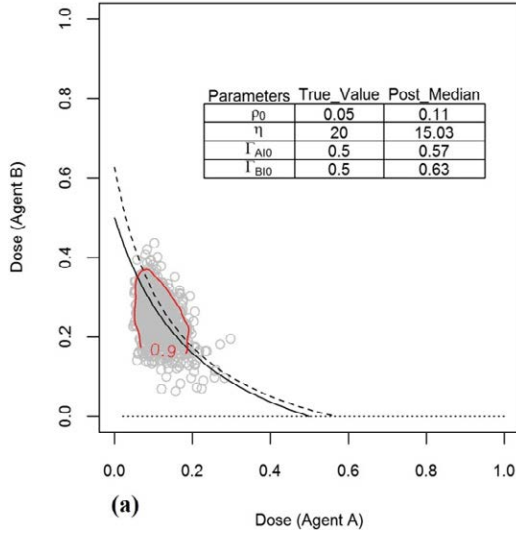 1.0
0.8
0.6
0.4
0.2
0.0
Dose (Agent B)
Parameters True_Value Post_Median
ρ0 0.05 0.11
η 20 15.03
ΓAI0 0.5 0.57
ΓBI0 0.5 0.63
0.9
0.0 0.2 0.4 0.6 0.8 1.0
(a)
Dose (Agent A)